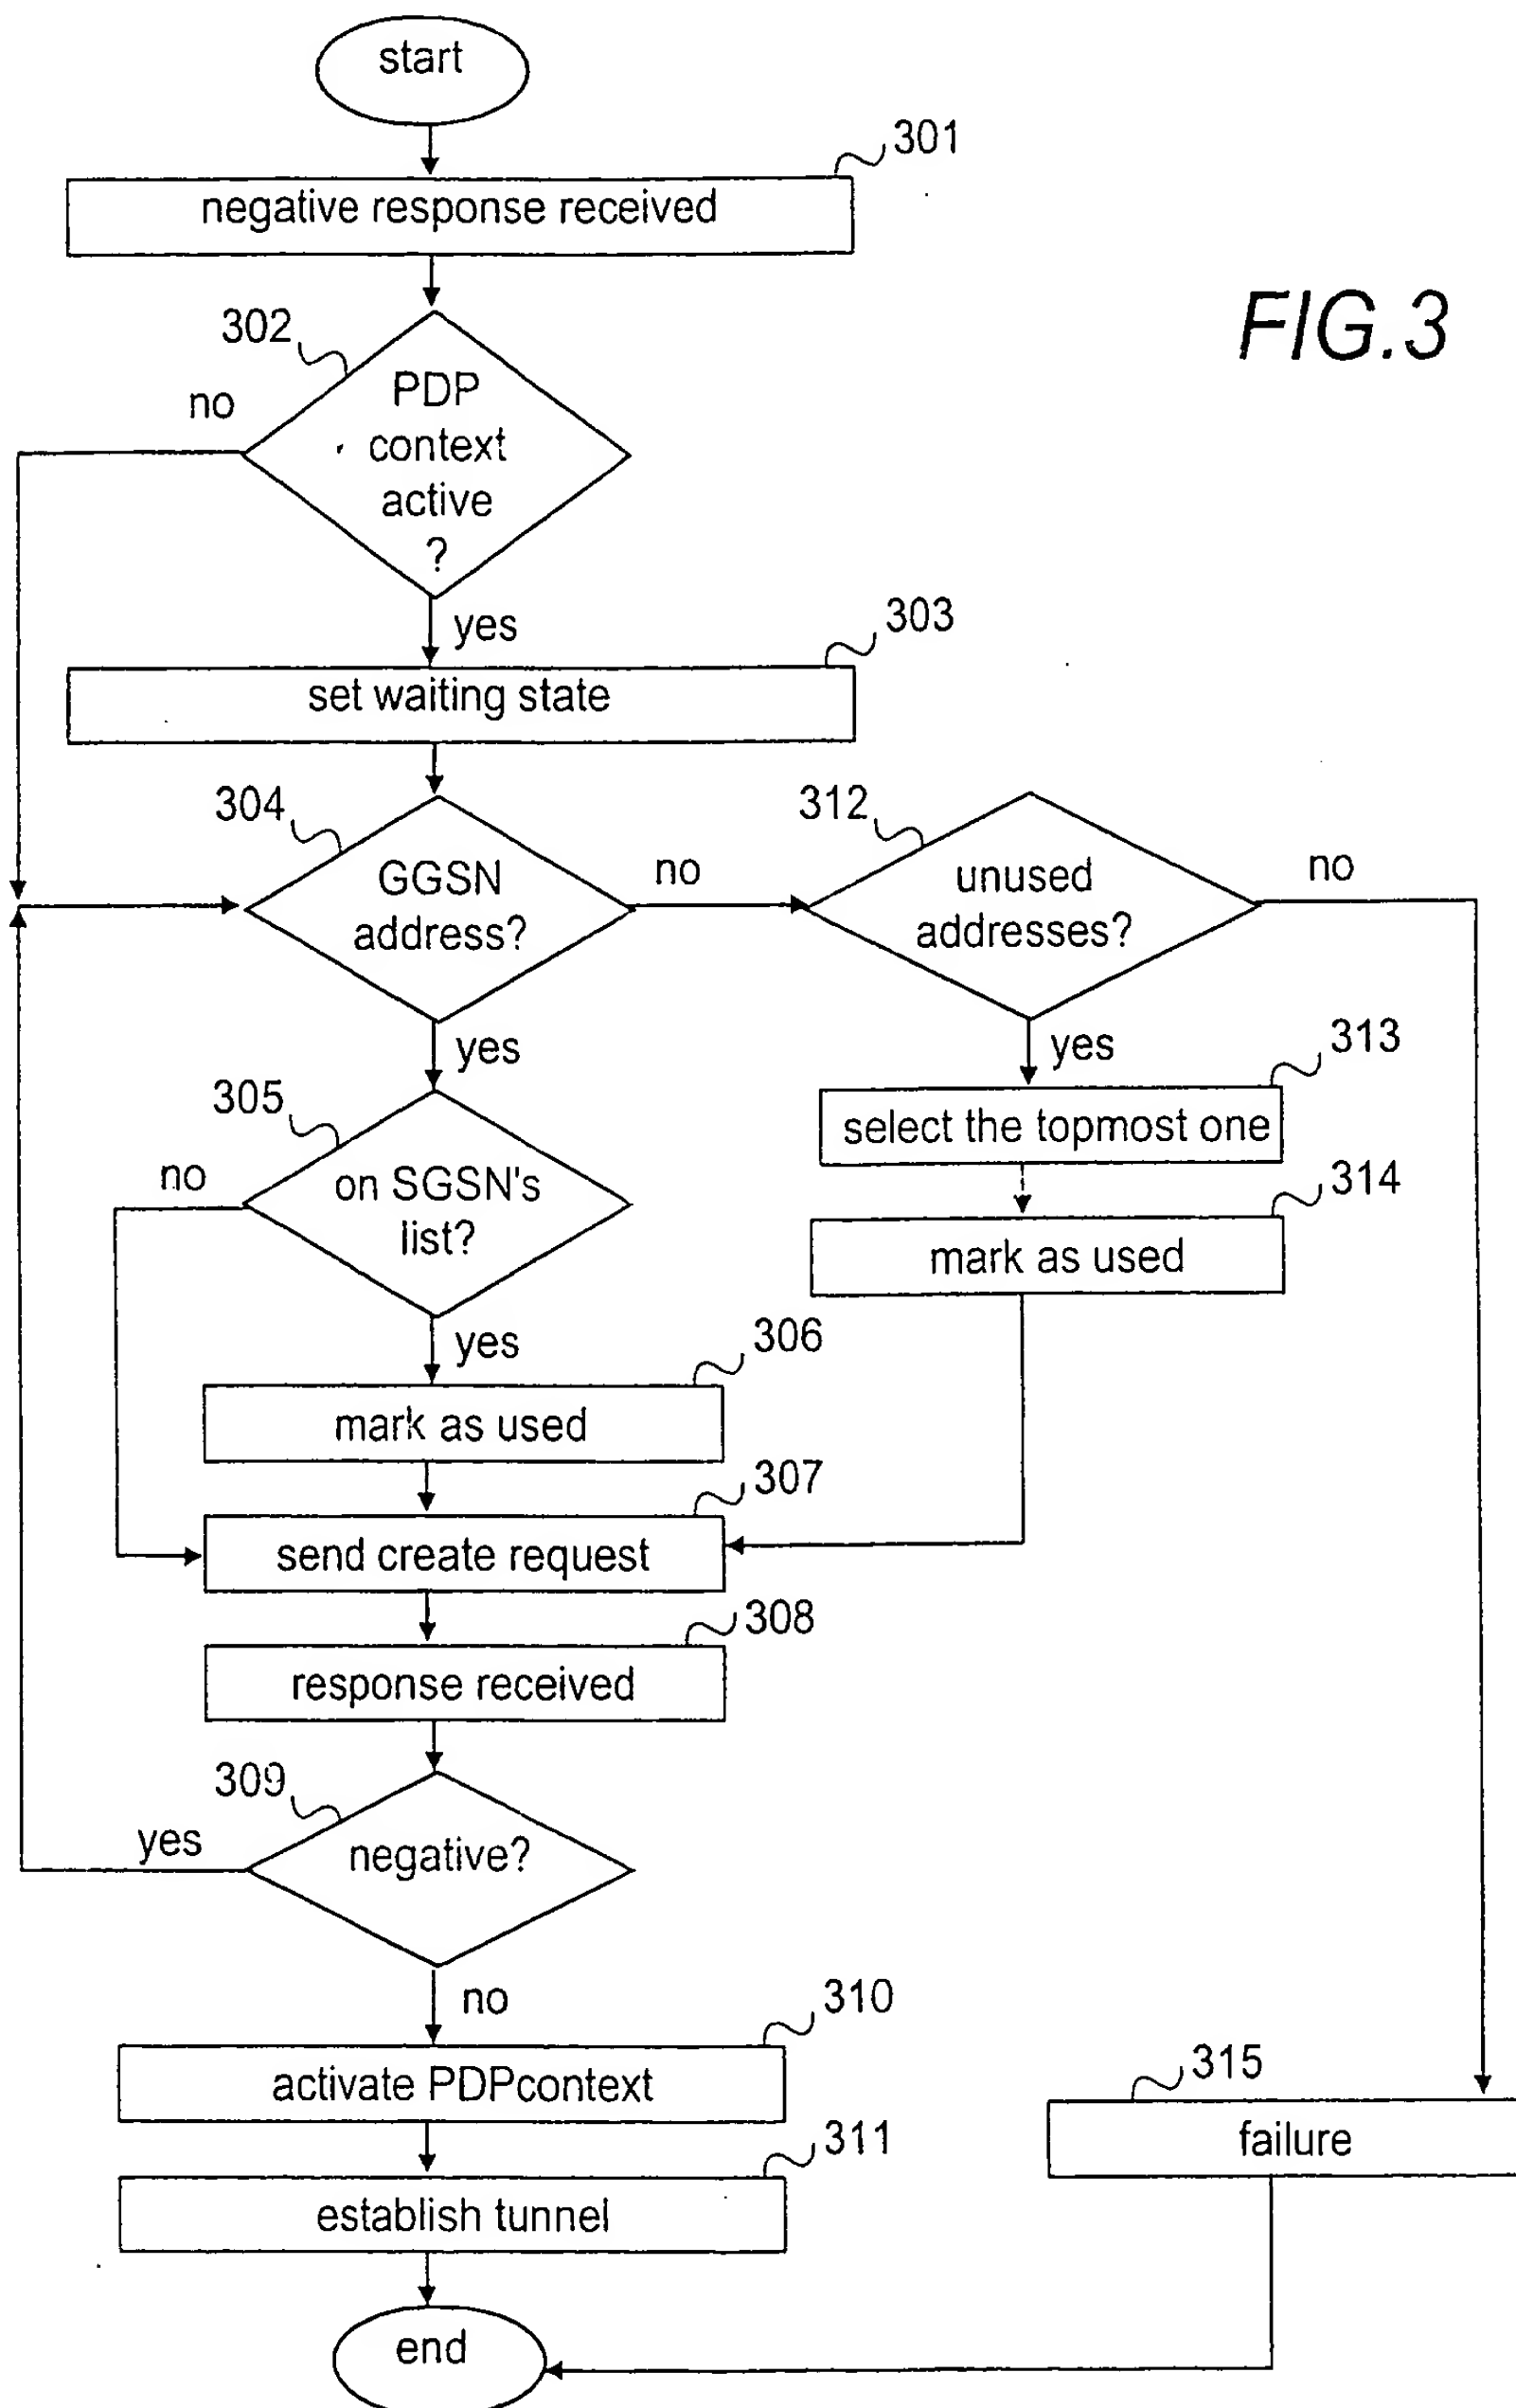 start
301
negative response received
FIG.3
302
no
PDP
context
active
?
yes
303
set waiting state
304
GGSN
address?
no
312
unused
addresses?
no
yes
yes
313
select the topmost one
305
no
on SGSN's
list?
314
mark as used
yes
306
mark as used
307
send create request
308
response received
309
yes
negative?
no
310
activate PDPcontext
315
failure
311
establish tunnel
end